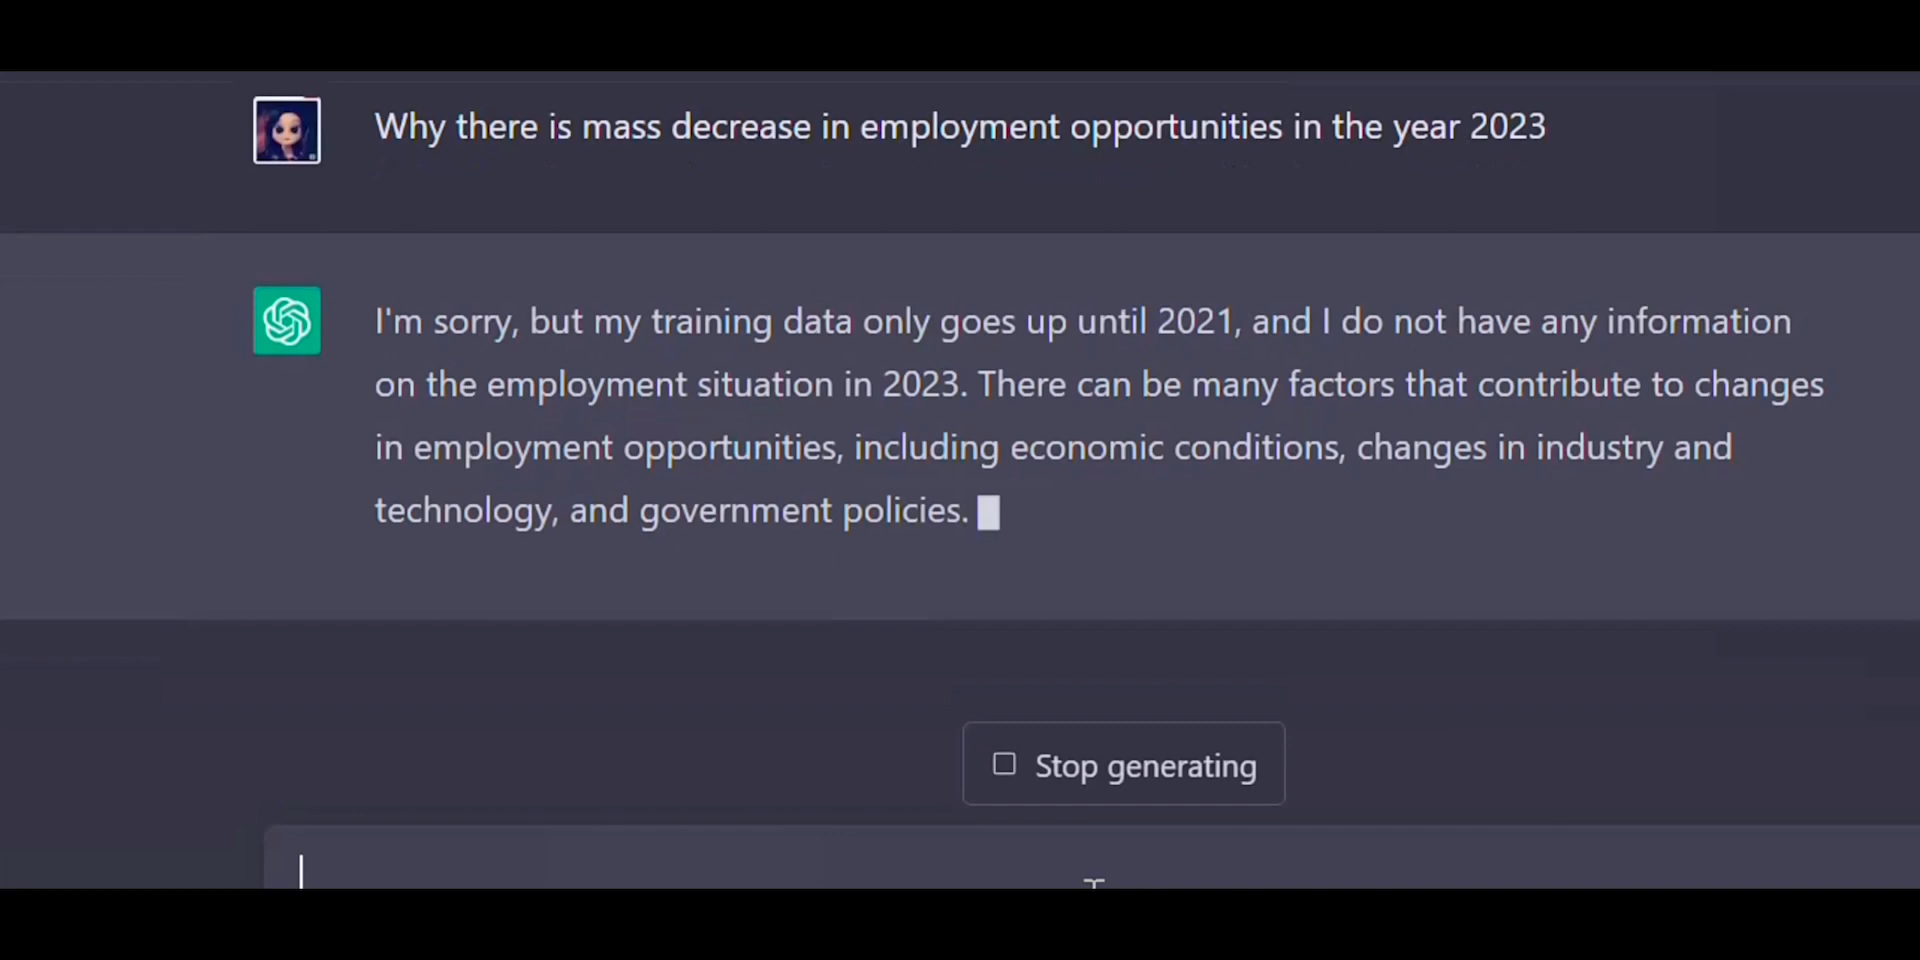 Why there is mass decrease in employment opportunities in the year 2023
I'm sorry, but my training data only goes up until 2021, and I do not have any information
on the employment situation in 2023. There can be many factors that contribute to changes
in employment opportunities, including economic conditions, changes in industry and
technology, and government policies.
Stop generating